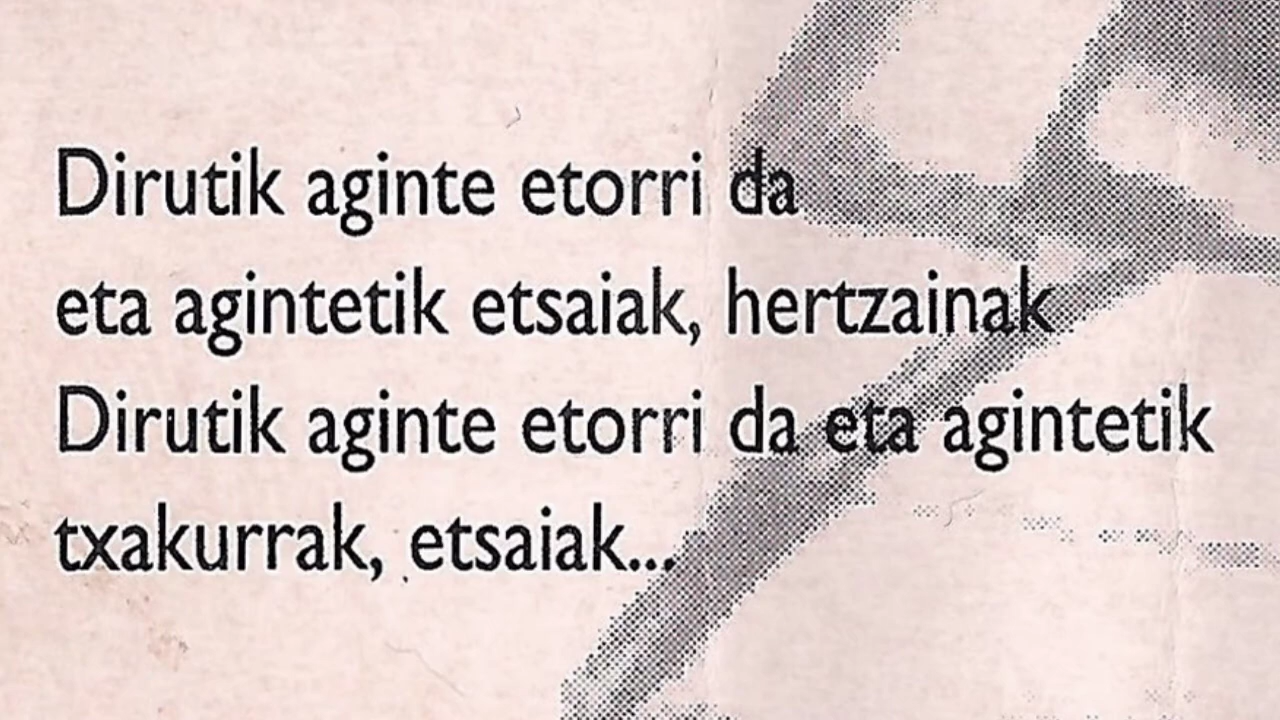 Dirutik aginte etorri da
eta agintetik etsaiak, hertzainak
Dirutik aginte etorri da eta agintetik
txakurrak, etsaiak...